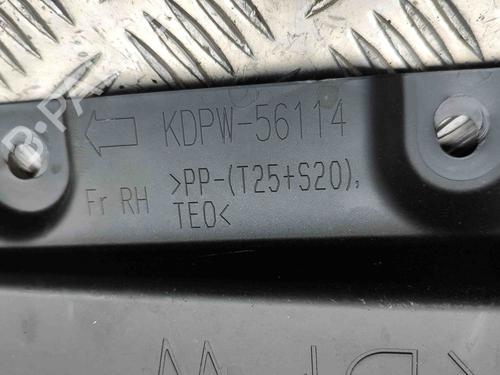 KDPW-56114
Fr RH >PP-(T25+S20),
TEO<